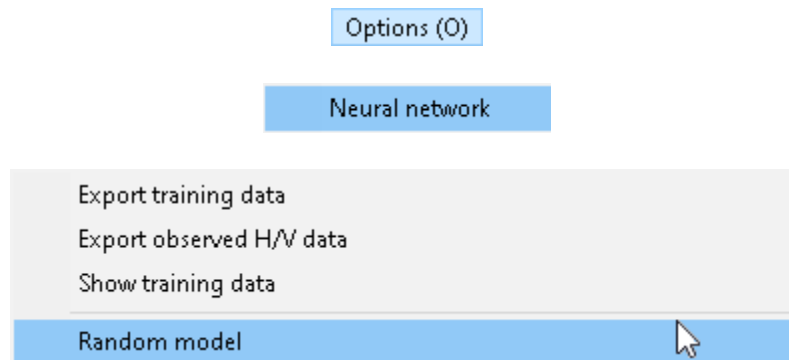 Options (O)
Neural network
Export training data
Export observed H/V data
Show training data
Random model